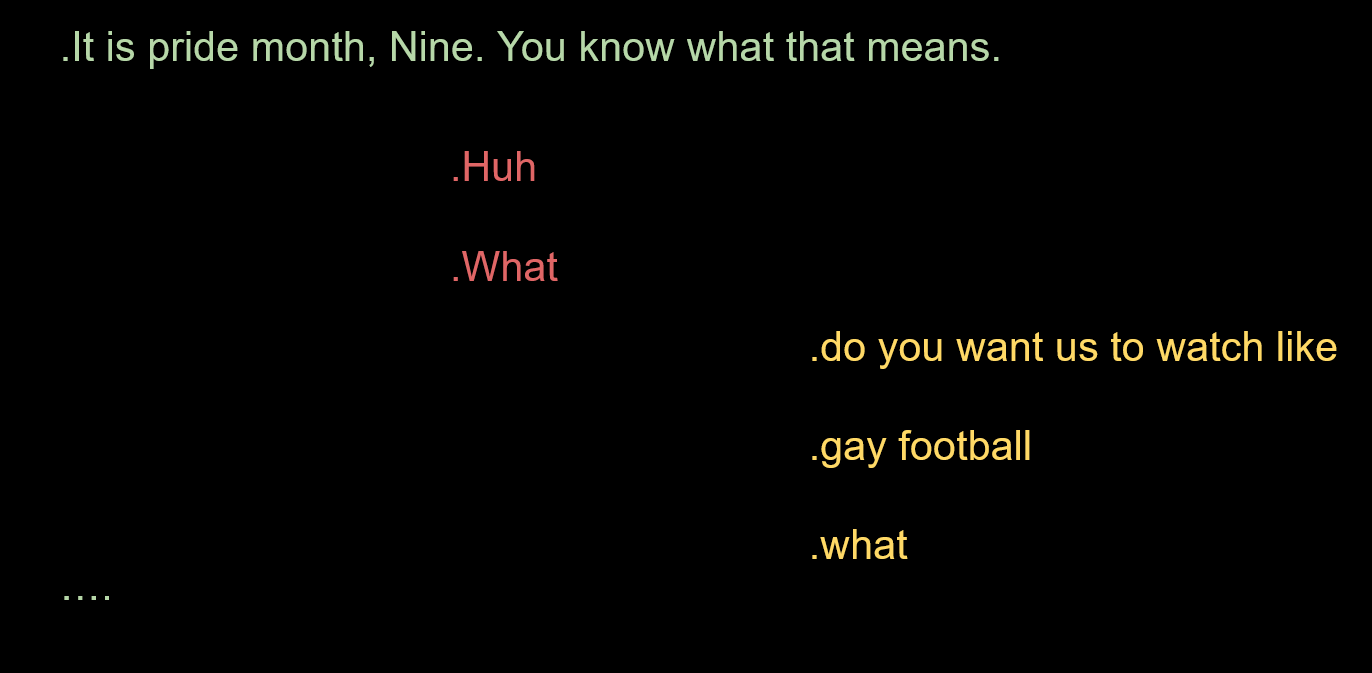 .It is pride month, Nine. You know what that means.
.Huh
.What
.do you want us to watch like
.gay football
.what
....